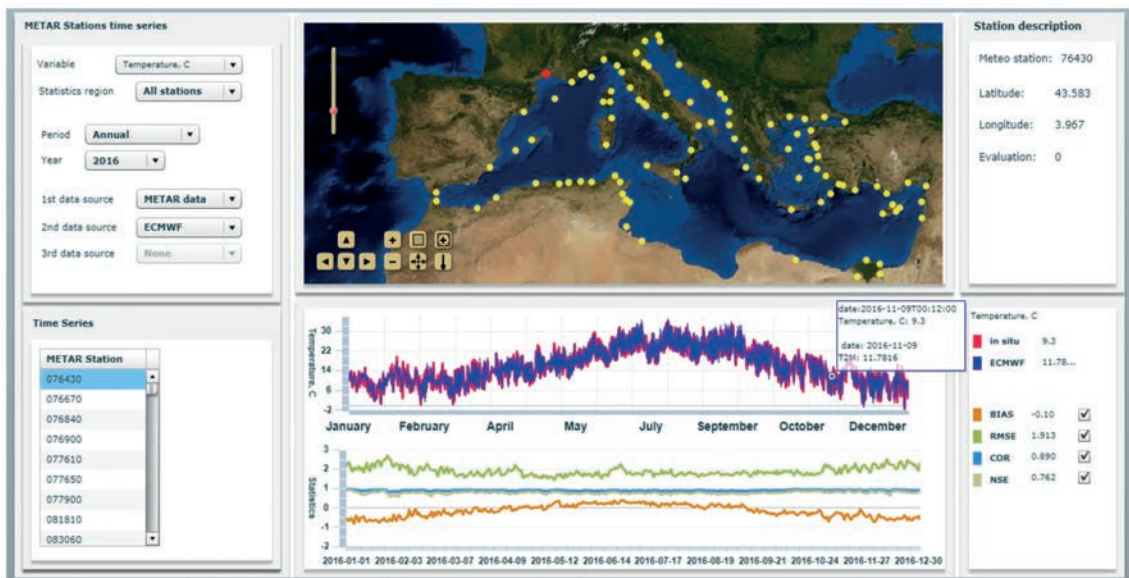 METAR Stations time series
Variable Temperature, C
Statistics region All stations
Period Annual
Year 2016
1st data source METAR data
2nd data source ECMWF
3rd data source None
Station description
Meteo station: 76430
Latitude: 43.583
Longitude: 3.967
Evaluation: 0
Time Series
METAR Station
076430
076670
076840
076900
077610
077650
077900
081810
083060
Temperature, C
30
22
14
6
-2
January February April May July September October December
date:2016-11-09T00:12:00
Temperature, C: 9.3
date: 2016-11-09
T2M: 11.7816
Statistics
3
2
1
0
-1
-2
2016-01-01 2016-02-03 2016-03-07 2016-04-09 2016-05-12 2016-06-14 2016-07-17 2016-08-19 2016-09-21 2016-10-24 2016-11-27 2016-12-30
Temperature, C
in situ 9.3
ECMWF 11.78...
BIAS -0.10
RMSE 1.913
COR 0.890
NSE 0.762